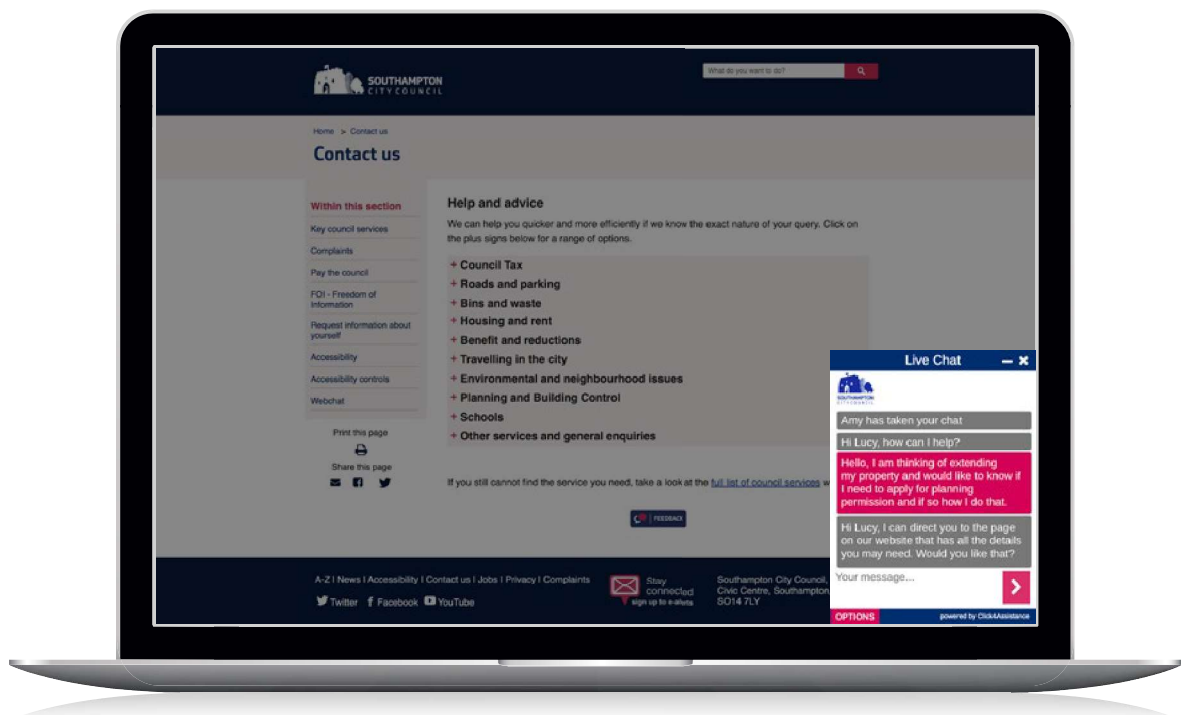 SOUTHAMPTON
CITY COUNCIL
What do you want to do?
Home > Contact us
Contact us
Within this section
Key council services
Complaints
Pay the council
FOI - Freedom of
Information
Request information about
yourself
Accessibility
Accessibility controls
Webchat
Print this page
Share this page
Help and advice
We can help you quicker and more efficiently if we know the exact nature of your query. Click on
the plus signs below for a range of options.
+ Council Tax
+ Roads and parking
+ Bins and waste
+ Housing and rent
+ Benefit and reductions
+ Travelling in the city
+ Environmental and neighbourhood issues
+ Planning and Building Control
+ Schools
+ Other services and general enquiries
If you still cannot find the service you need, take a look at the full list of council services w
FEEDBACK
A-Z | News | Accessibility | Contact us | Jobs | Privacy | Complaints
Twitter Facebook YouTube
Stay
connected
sign up to e-alerts
Southampton City Council,
Civic Centre, Southampton,
SO14 7LY
Live Chat
SOUTHAMPTON
CITY COUNCIL
Amy has taken your chat
Hi Lucy, how can I help?
Hello, I am thinking of extending
my property and would like to know if
I need to apply for planning
permission and if so how I do that.
Hi Lucy, I can direct you to the page
on our website that has all the details
you may need. Would you like that?
Your message...
OPTIONS
powered by Click4Assistance